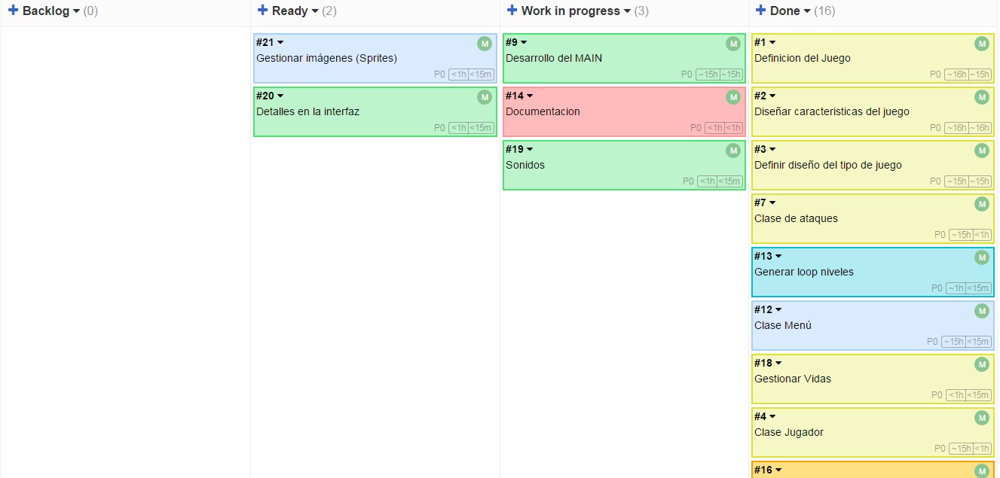 Backlog (0)
Ready (2)
#21
M
Gestionar imágenes (Sprites)
P0 <1h <15m
#20
M
Detalles en la interfaz
P0 <1h <15m
Work in progress (3)
#9
M
Desarrollo del MAIN
P0 ~15h ~15h
#14
M
Documentacion
P0 <1h <1h
#19
M
Sonidos
P0 <1h <15m
Done (16)
#1
M
Definicion del Juego
P0 ~16h ~15h
#2
M
Diseñar caracteristicas del juego
P0 ~16h ~16h
#3
M
Definir diseño del tipo de juego
P0 ~15h ~15h
#7
M
Clase de ataques
P0 ~15h <1h
#13
M
Generar loop niveles
P0 ~1h <15m
#12
M
Clase Menú
P0 ~15h <15m
#18
M
Gestionar Vidas
P0 <1h <15m
#4
M
Clase Jugador
P0 ~15h <1h
#16
M